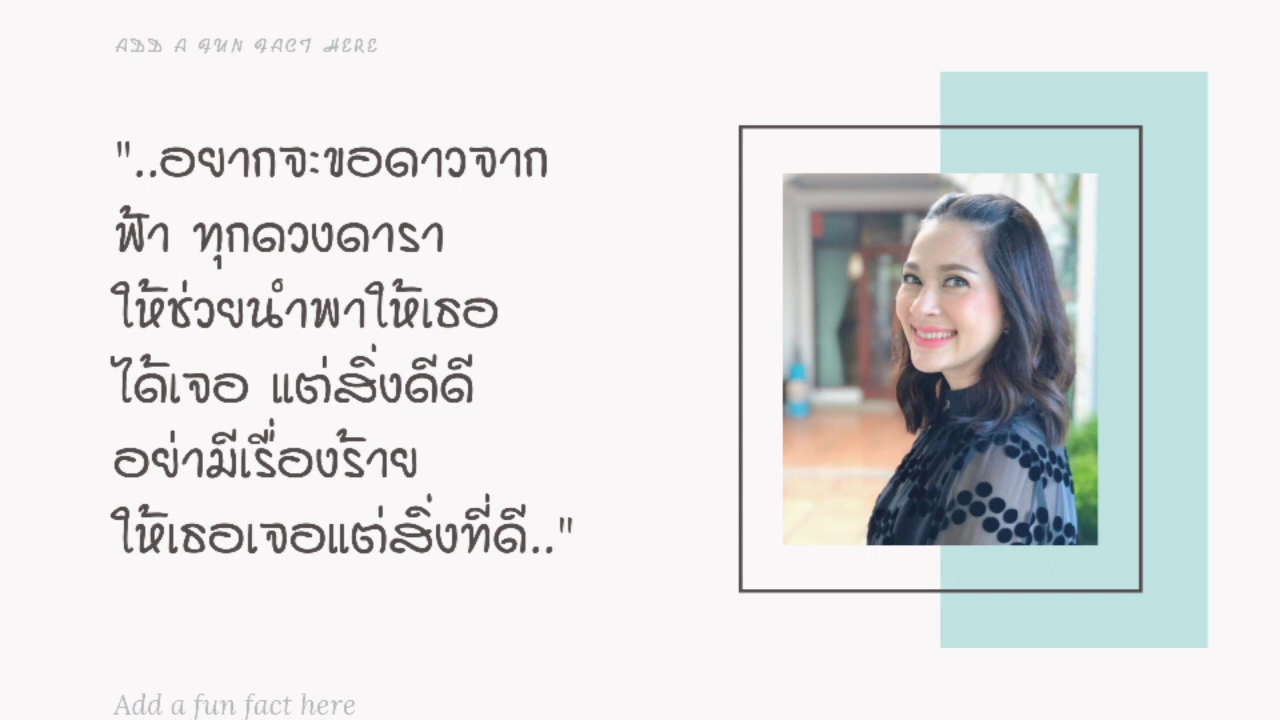 ADD A FUN FACT HERE
"..อยากจะขอดาวจาก
ฟ้า ทุกดวงดารา
ให้ช่วยนำพาให้เธอ
ได้เจอ แต่สิ่งดีดี
อย่ามีเรื่องร้าย
ให้เธอเจอแต่สิ่งที่ดี.."
Add a fun fact here